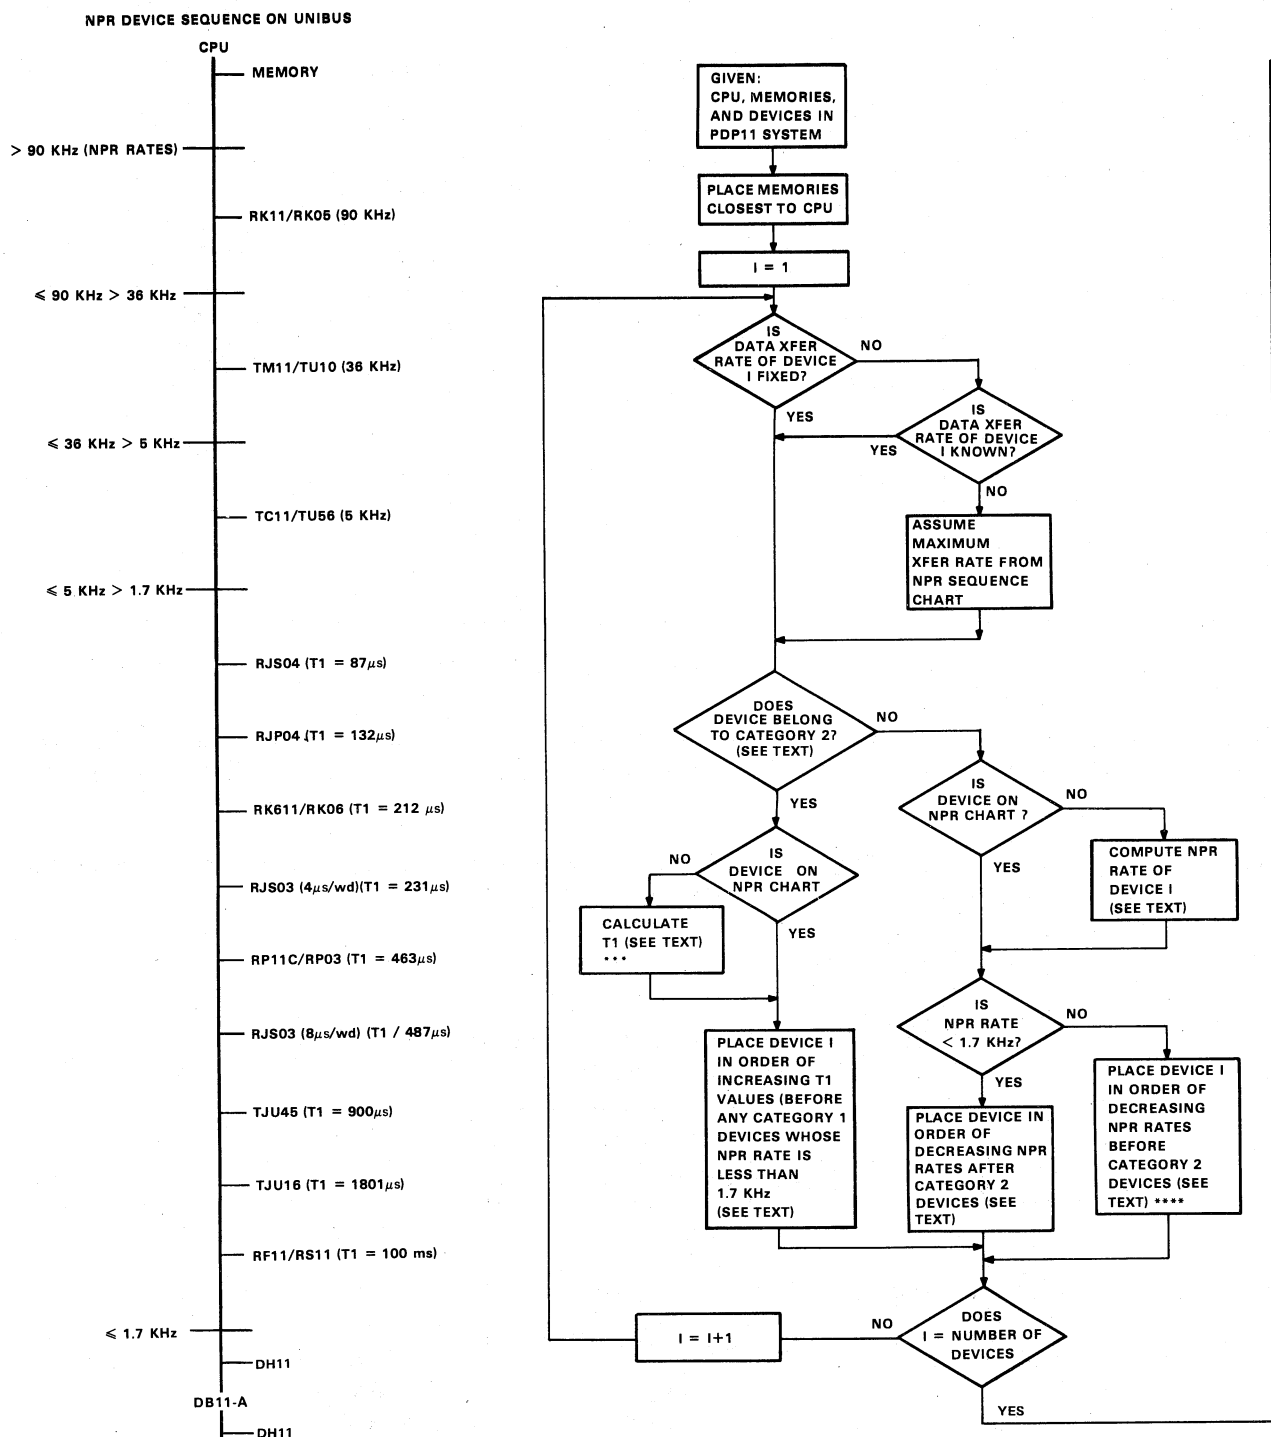 NPR DEVICE SEQUENCE ON UNIBUS
CPU
MEMORY
> 90 KHz (NPR RATES)
RK11/RK05 (90 KHz)
⩽ 90 KHz > 36 KHz
TM11/TU10 (36 KHz)
⩽ 36 KHz > 5 KHz
TC11/TU56 (5 KHz)
⩽ 5 KHz > 1.7 KHz
RJS04 (T1 = 87μs)
RJP04 (T1 = 132μs)
RK611/RK06 (T1 = 212 μs)
RJS03 (4μs/wd)(T1 = 231μs)
RP11C/RP03 (T1 = 463μs)
RJS03 (8μs/wd) (T1 / 487μs)
TJU45 (T1 = 900μs)
TJU16 (T1 = 1801μs)
RF11/RS11 (T1 = 100 ms)
⩽ 1.7 KHz
DH11
DB11-A
DH11
GIVEN:
CPU, MEMORIES,
AND DEVICES IN
PDP11 SYSTEM
PLACE MEMORIES
CLOSEST TO CPU
I = 1
IS
DATA XFER
RATE OF DEVICE
I FIXED?
NO
YES
IS
DATA XFER
RATE OF DEVICE
I KNOWN?
YES
NO
ASSUME
MAXIMUM
XFER RATE FROM
NPR SEQUENCE
CHART
DOES
DEVICE BELONG
TO CATEGORY 2?
(SEE TEXT)
NO
YES
IS
DEVICE ON
NPR CHART ?
NO
YES
COMPUTE NPR
RATE OF
DEVICE I
(SEE TEXT)
IS
DEVICE ON
NPR CHART
NO
YES
CALCULATE
T1 (SEE TEXT)
***
IS
NPR RATE
< 1.7 KHz?
NO
YES
PLACE DEVICE I
IN ORDER OF
INCREASING T1
VALUES (BEFORE
ANY CATEGORY 1
DEVICES WHOSE
NPR RATE IS
LESS THAN
1.7 KHz
(SEE TEXT)
PLACE DEVICE IN
ORDER OF
DECREASING NPR
RATES AFTER
CATEGORY 2
DEVICES (SEE
TEXT)
PLACE DEVICE I
IN ORDER OF
DECREASING
NPR RATES
BEFORE
CATEGORY 2
DEVICES (SEE
TEXT) ****
DOES
I = NUMBER OF
DEVICES
NO
YES
I = I+1